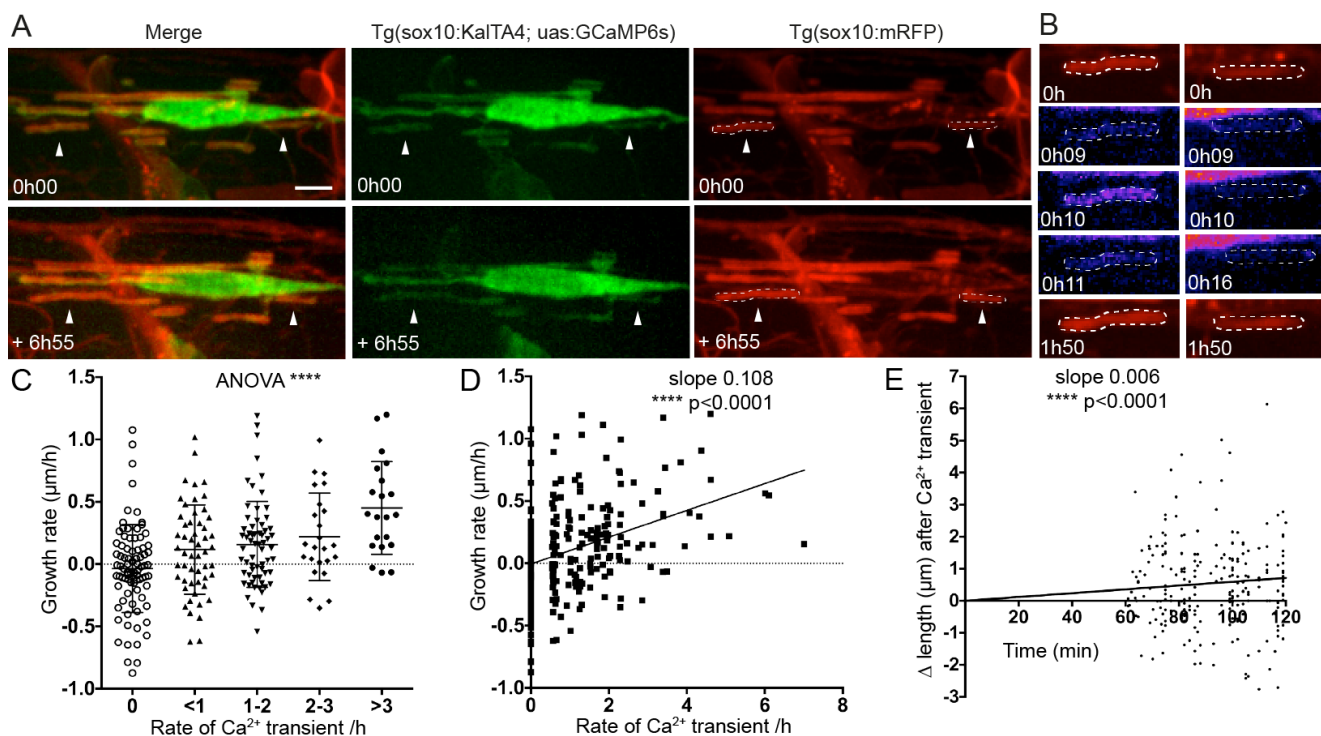 A
Merge
Tg(sox10:KalTA4; uas:GCaMP6s)
Tg(sox10:mRFP)
0h00
0h00
0h00
+ 6h55
+ 6h55
+ 6h55
B
0h
0h
0h09
0h09
0h10
0h10
0h11
0h16
1h50
1h50
C
ANOVA ****
Growth rate (µm/h)
1.5
1.0
0.5
0.0
-0.5
-1.0
0 <1 1-2 2-3 >3
Rate of Ca²⁺ transient /h
D
slope 0.108
**** p<0.0001
Growth rate (µm/h)
1.5
1.0
0.5
0.0
-0.5
-1.0
0 2 4 6 8
Rate of Ca²⁺ transient /h
E
slope 0.006
**** p<0.0001
Δ length (µm) after Ca²⁺ transient
7
6
5
4
3
2
1
0
-1
-2
-3
20 40 60 80 100 120
Time (min)